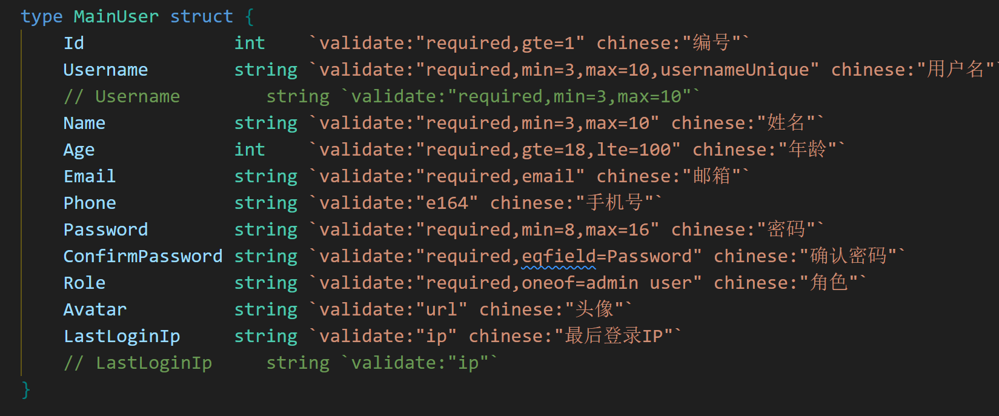 type MainUser struct {
Id int `validate:"required,gte=1" chinese:"编号"`
Username string `validate:"required,min=3,max=10,usernameUnique" chinese:"用户名"`
// Username string `validate:"required,min=3,max=10"`
Name string `validate:"required,min=3,max=10" chinese:"姓名"`
Age int `validate:"required,gte=18,lte=100" chinese:"年龄"`
Email string `validate:"required,email" chinese:"邮箱"`
Phone string `validate:"e164" chinese:"手机号"`
Password string `validate:"required,min=8,max=16" chinese:"密码"`
ConfirmPassword string `validate:"required,eqfield=Password" chinese:"确认密码"`
Role string `validate:"required,oneof=admin user" chinese:"角色"`
Avatar string `validate:"url" chinese:"头像"`
LastLoginIp string `validate:"ip" chinese:"最后登录IP"`
// LastLoginIp string `validate:"ip"`
}